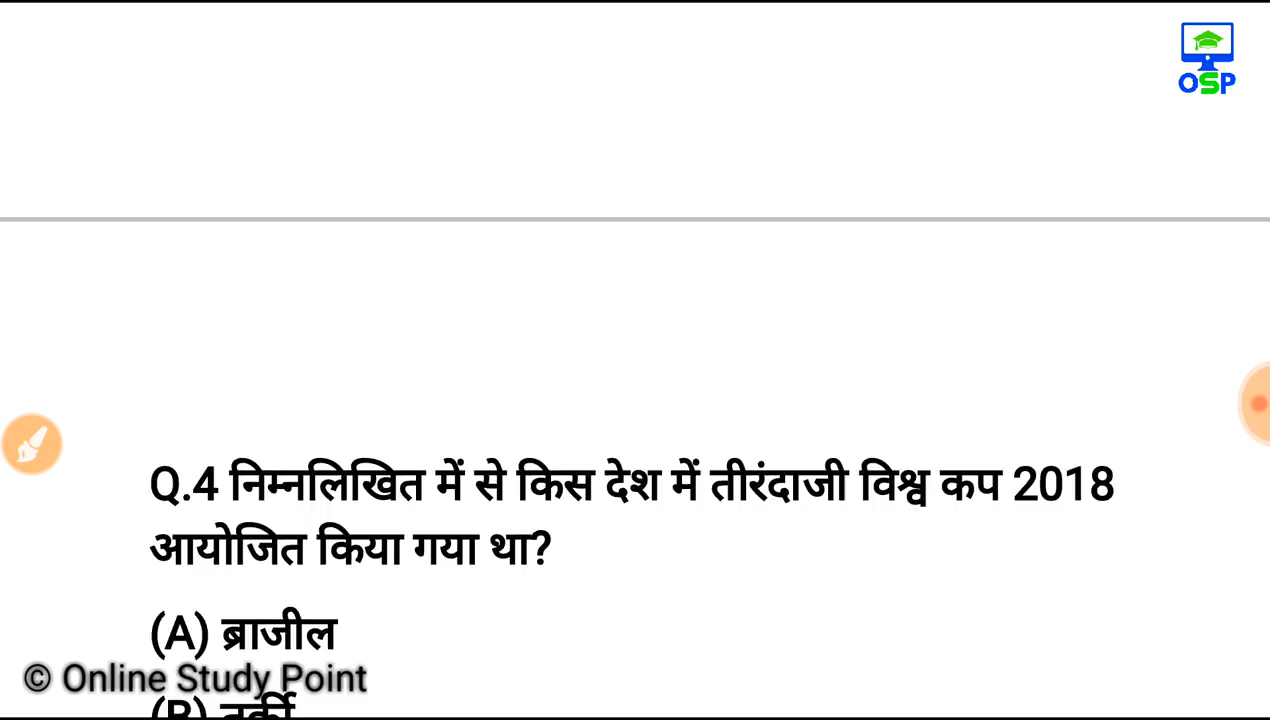 OSP
Q.4 निम्नलिखित में से किस देश में तीरंदाजी विश्व कप 2018
आयोजित किया गया था?
(A) ब्राजील
© Online Study Point
(B) तुर्की